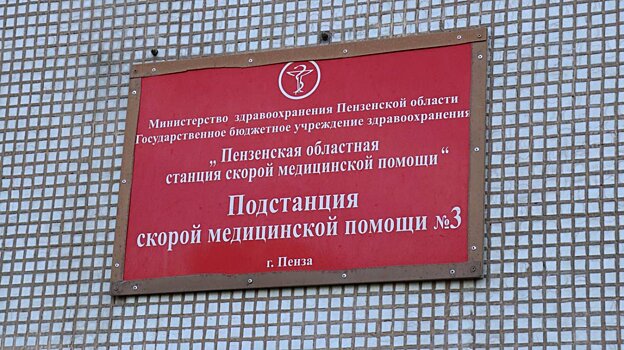 Министерство здравоохранения Пензенской области
Государственное бюджетное учреждение здравоохранения
„ Пензенская областная
станция скорой медицинской помощи “
Подстанция
скорой медицинской помощи №3
г. Пенза